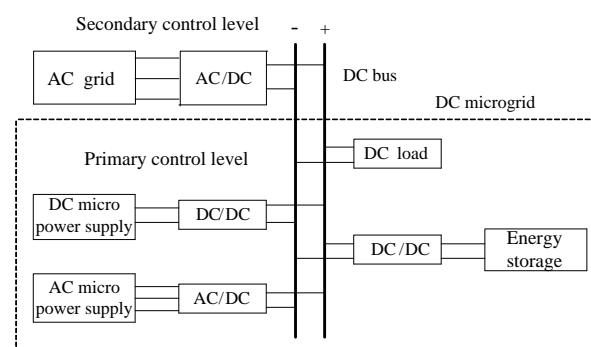 Secondary control level
- +
AC grid
AC/DC
DC bus
DC microgrid
Primary control level
DC load
DC micro
power supply
DC/DC
DC/DC
Energy
storage
AC micro
power supply
AC/DC